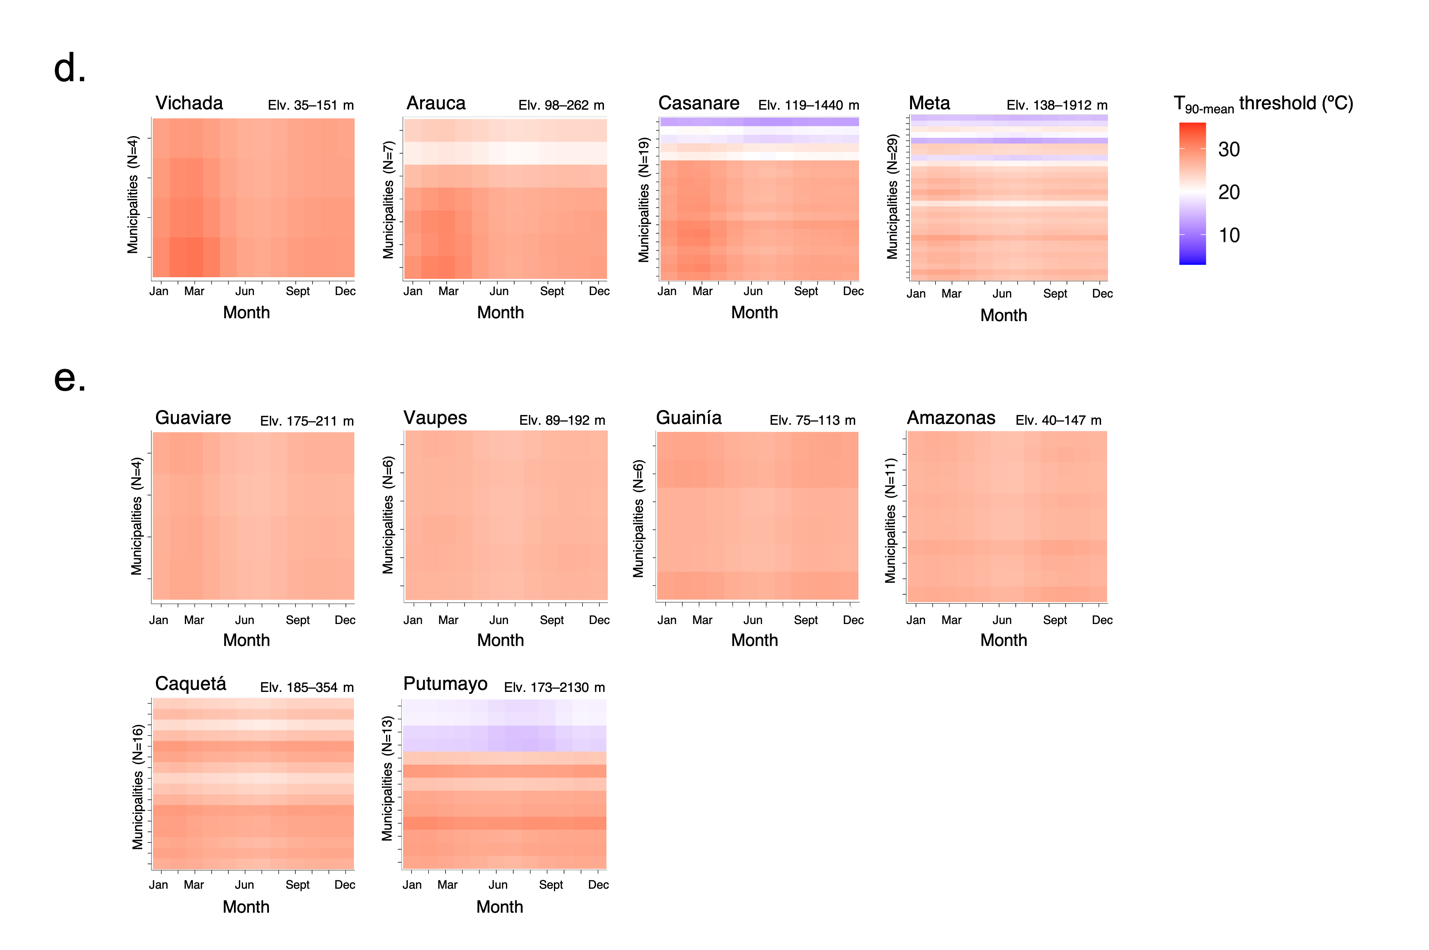 d.
Vichada Elv. 35–151 m
Arauca Elv. 98–262 m
Casanare Elv. 119–1440 m
Meta Elv. 138–1912 m
T90-mean threshold (ºC)
30
20
10
Municipalities (N=4)
Municipalities (N=7)
Municipalities (N=19)
Municipalities (N=29)
Jan Mar Jun Sept Dec
Jan Mar Jun Sept Dec
Jan Mar Jun Sept Dec
Jan Mar Jun Sept Dec
Month
Month
Month
Month
e.
Guaviare Elv. 175–211 m
Vaupes Elv. 89–192 m
Guainía Elv. 75–113 m
Amazonas Elv. 40–147 m
Municipalities (N=4)
Municipalities (N=6)
Municipalities (N=6)
Municipalities (N=11)
Jan Mar Jun Sept Dec
Jan Mar Jun Sept Dec
Jan Mar Jun Sept Dec
Jan Mar Jun Sept Dec
Month
Month
Month
Month
Caquetá Elv. 185–354 m
Putumayo Elv. 173–2130 m
Municipalities (N=16)
Municipalities (N=13)
Jan Mar Jun Sept Dec
Jan Mar Jun Sept Dec
Month
Month